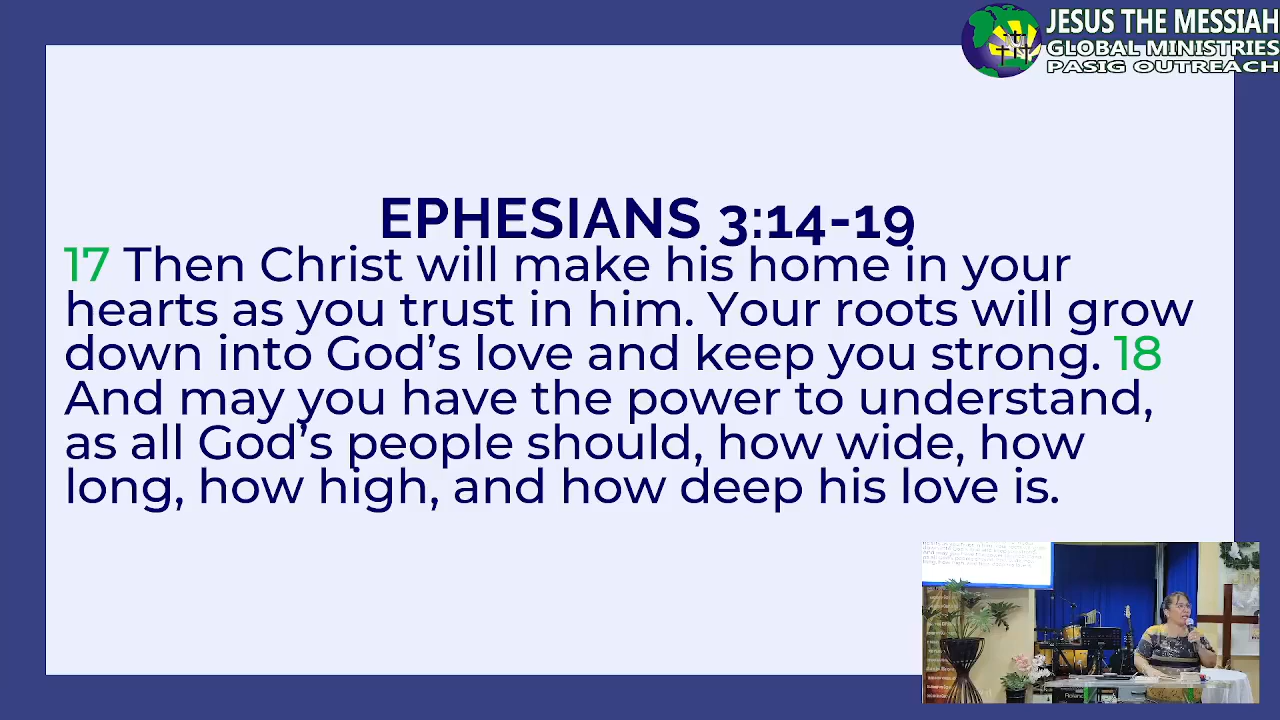 JESUS THE MESSIAH
GLOBAL MINISTRIES
PASIG OUTREACH
EPHESIANS 3:14-19
17 Then Christ will make his home in your
hearts as you trust in him. Your roots will grow
down into God’s love and keep you strong. 18
And may you have the power to understand,
as all God’s people should, how wide, how
long, how high, and how deep his love is.
Roland